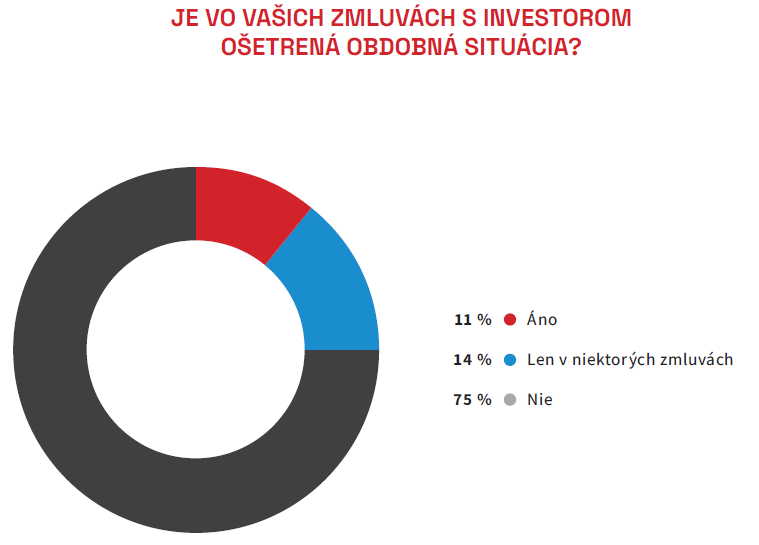 JE VO VAŠICH ZMLUVÁCH S INVESTOROM
OŠETRENÁ OBDOBNÁ SITUÁCIA?
11 % Áno
14 % Len v niektorých zmluvách
75 % Nie